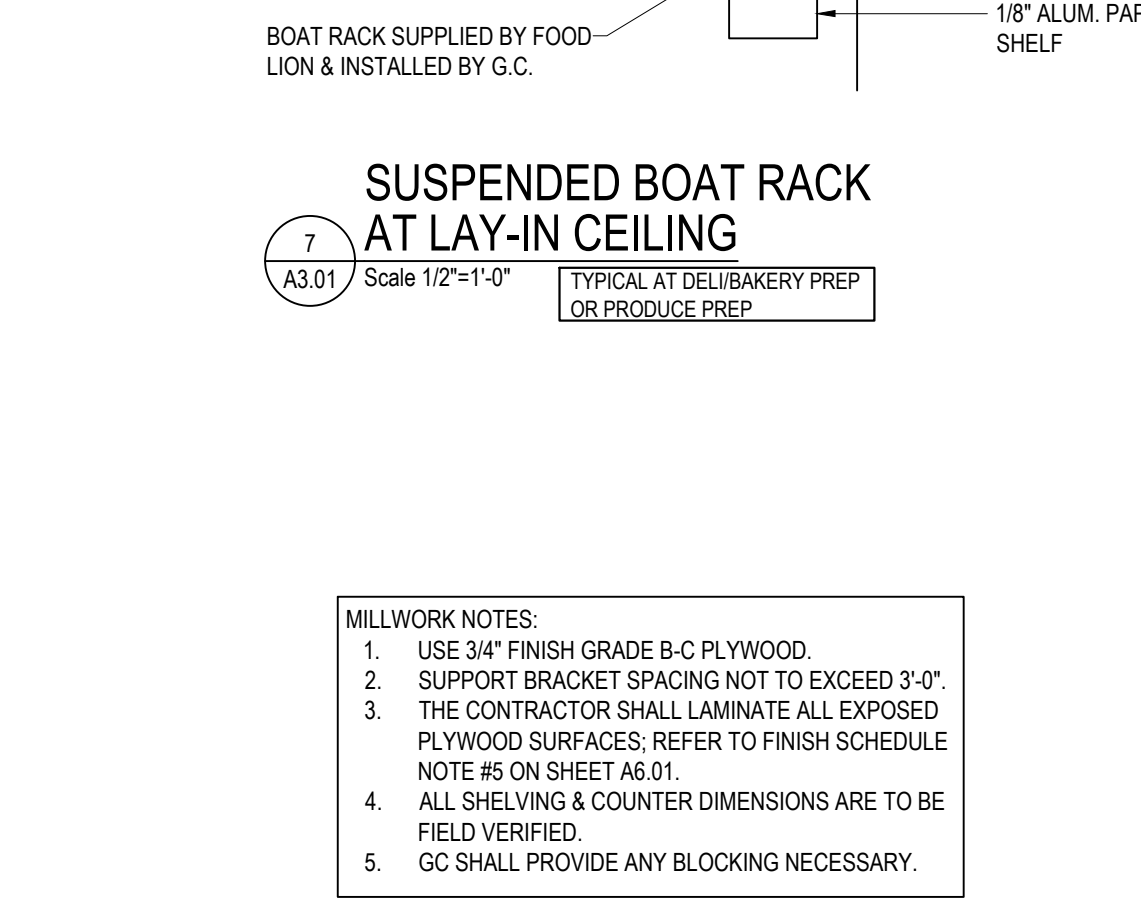 1/8" ALUM.
SHELF
BOAT RACK SUPPLIED BY FOOD
LION & INSTALLED BY G.C.
SUSPENDED BOAT RACK
AT LAY-IN CEILING
7
A3.01
Scale 1/2"=1'-0"
TYPICAL AT DELI/BAKERY PREP
OR PRODUCE PREP
MILLWORK NOTES:
1. USE 3/4" FINISH GRADE B-C PLYWOOD.
2. SUPPORT BRACKET SPACING NOT TO EXCEED 3'-0".
3. THE CONTRACTOR SHALL LAMINATE ALL EXPOSED
PLYWOOD SURFACES; REFER TO FINISH SCHEDULE
NOTE #5 ON SHEET A6.01.
4. ALL SHELVING & COUNTER DIMENSIONS ARE TO BE
FIELD VERIFIED.
5. GC SHALL PROVIDE ANY BLOCKING NECESSARY.